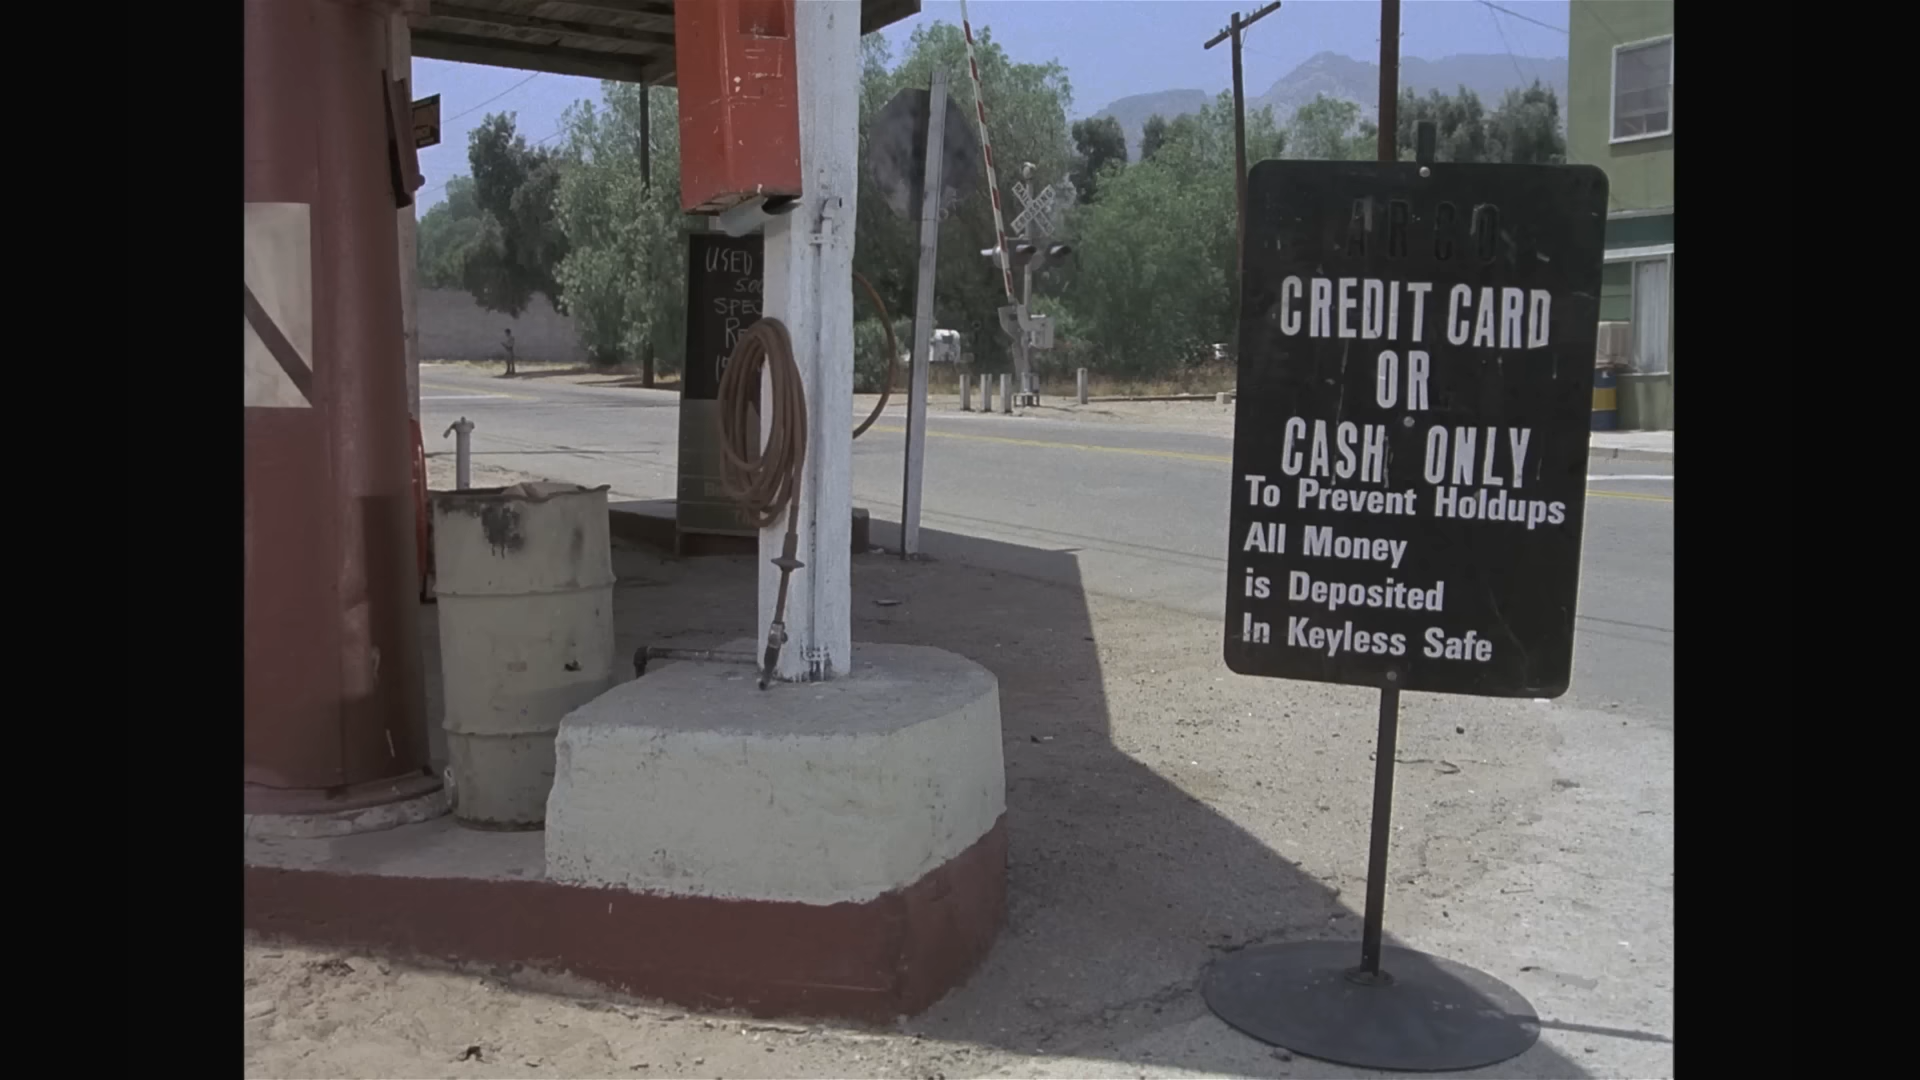 ARCO
CREDIT CARD
OR
CASH ONLY
To Prevent Holdups
All Money
is Deposited
In Keyless Safe
USED